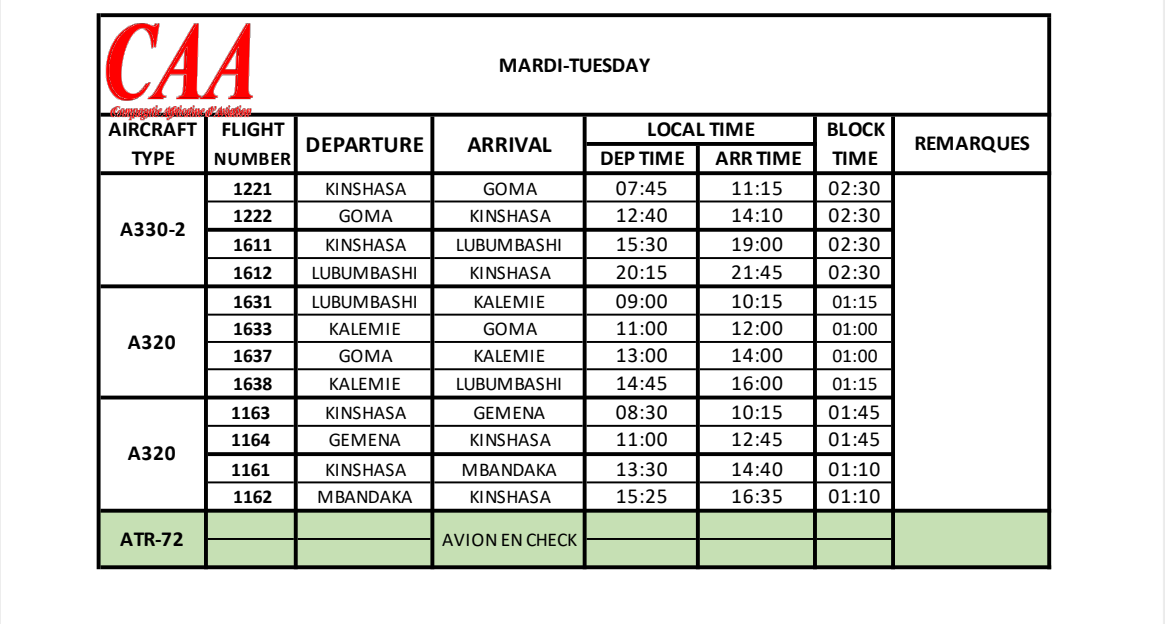 CAA
Compagnie Africaine d'Aviation
MARDI-TUESDAY
AIRCRAFT TYPE FLIGHT NUMBER DEPARTURE ARRIVAL LOCAL TIME BLOCK TIME REMARQUES
DEP TIME ARR TIME
A330-2
1221 KINSHASA GOMA 07:45 11:15 02:30
1222 GOMA KINSHASA 12:40 14:10 02:30
1611 KINSHASA LUBUMBASHI 15:30 19:00 02:30
1612 LUBUMBASHI KINSHASA 20:15 21:45 02:30
A320
1631 LUBUMBASHI KALEMIE 09:00 10:15 01:15
1633 KALEMIE GOMA 11:00 12:00 01:00
1637 GOMA KALEMIE 13:00 14:00 01:00
1638 KALEMIE LUBUMBASHI 14:45 16:00 01:15
A320
1163 KINSHASA GEMENA 08:30 10:15 01:45
1164 GEMENA KINSHASA 11:00 12:45 01:45
1161 KINSHASA MBANDAKA 13:30 14:40 01:10
1162 MBANDAKA KINSHASA 15:25 16:35 01:10
ATR-72 AVION EN CHECK